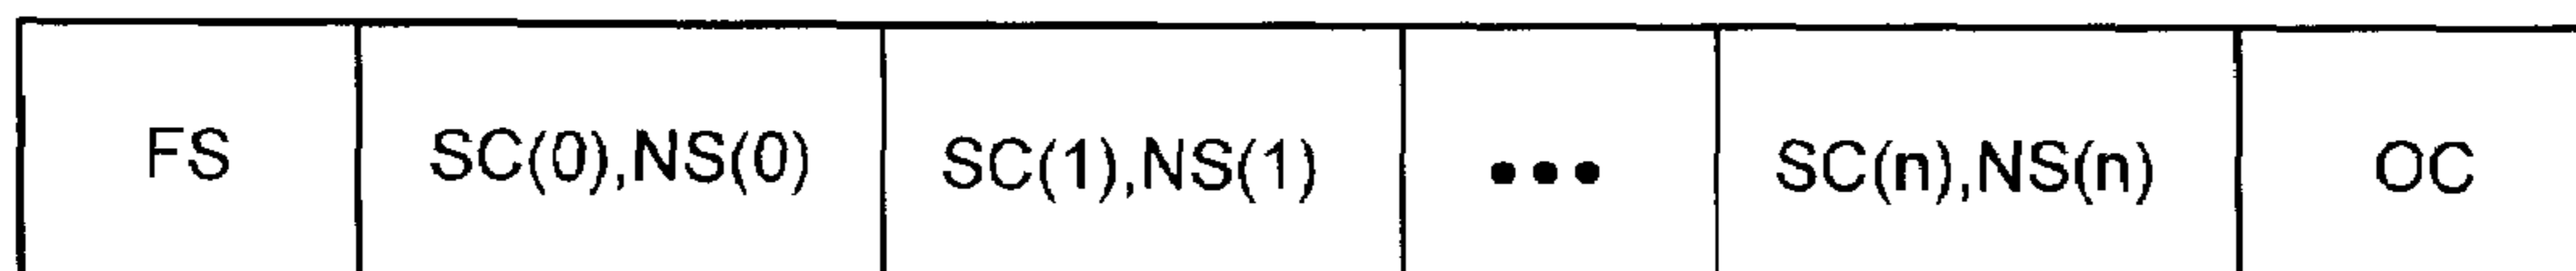 FS SC(0),NS(0) SC(1),NS(1) ••• SC(n),NS(n) OC